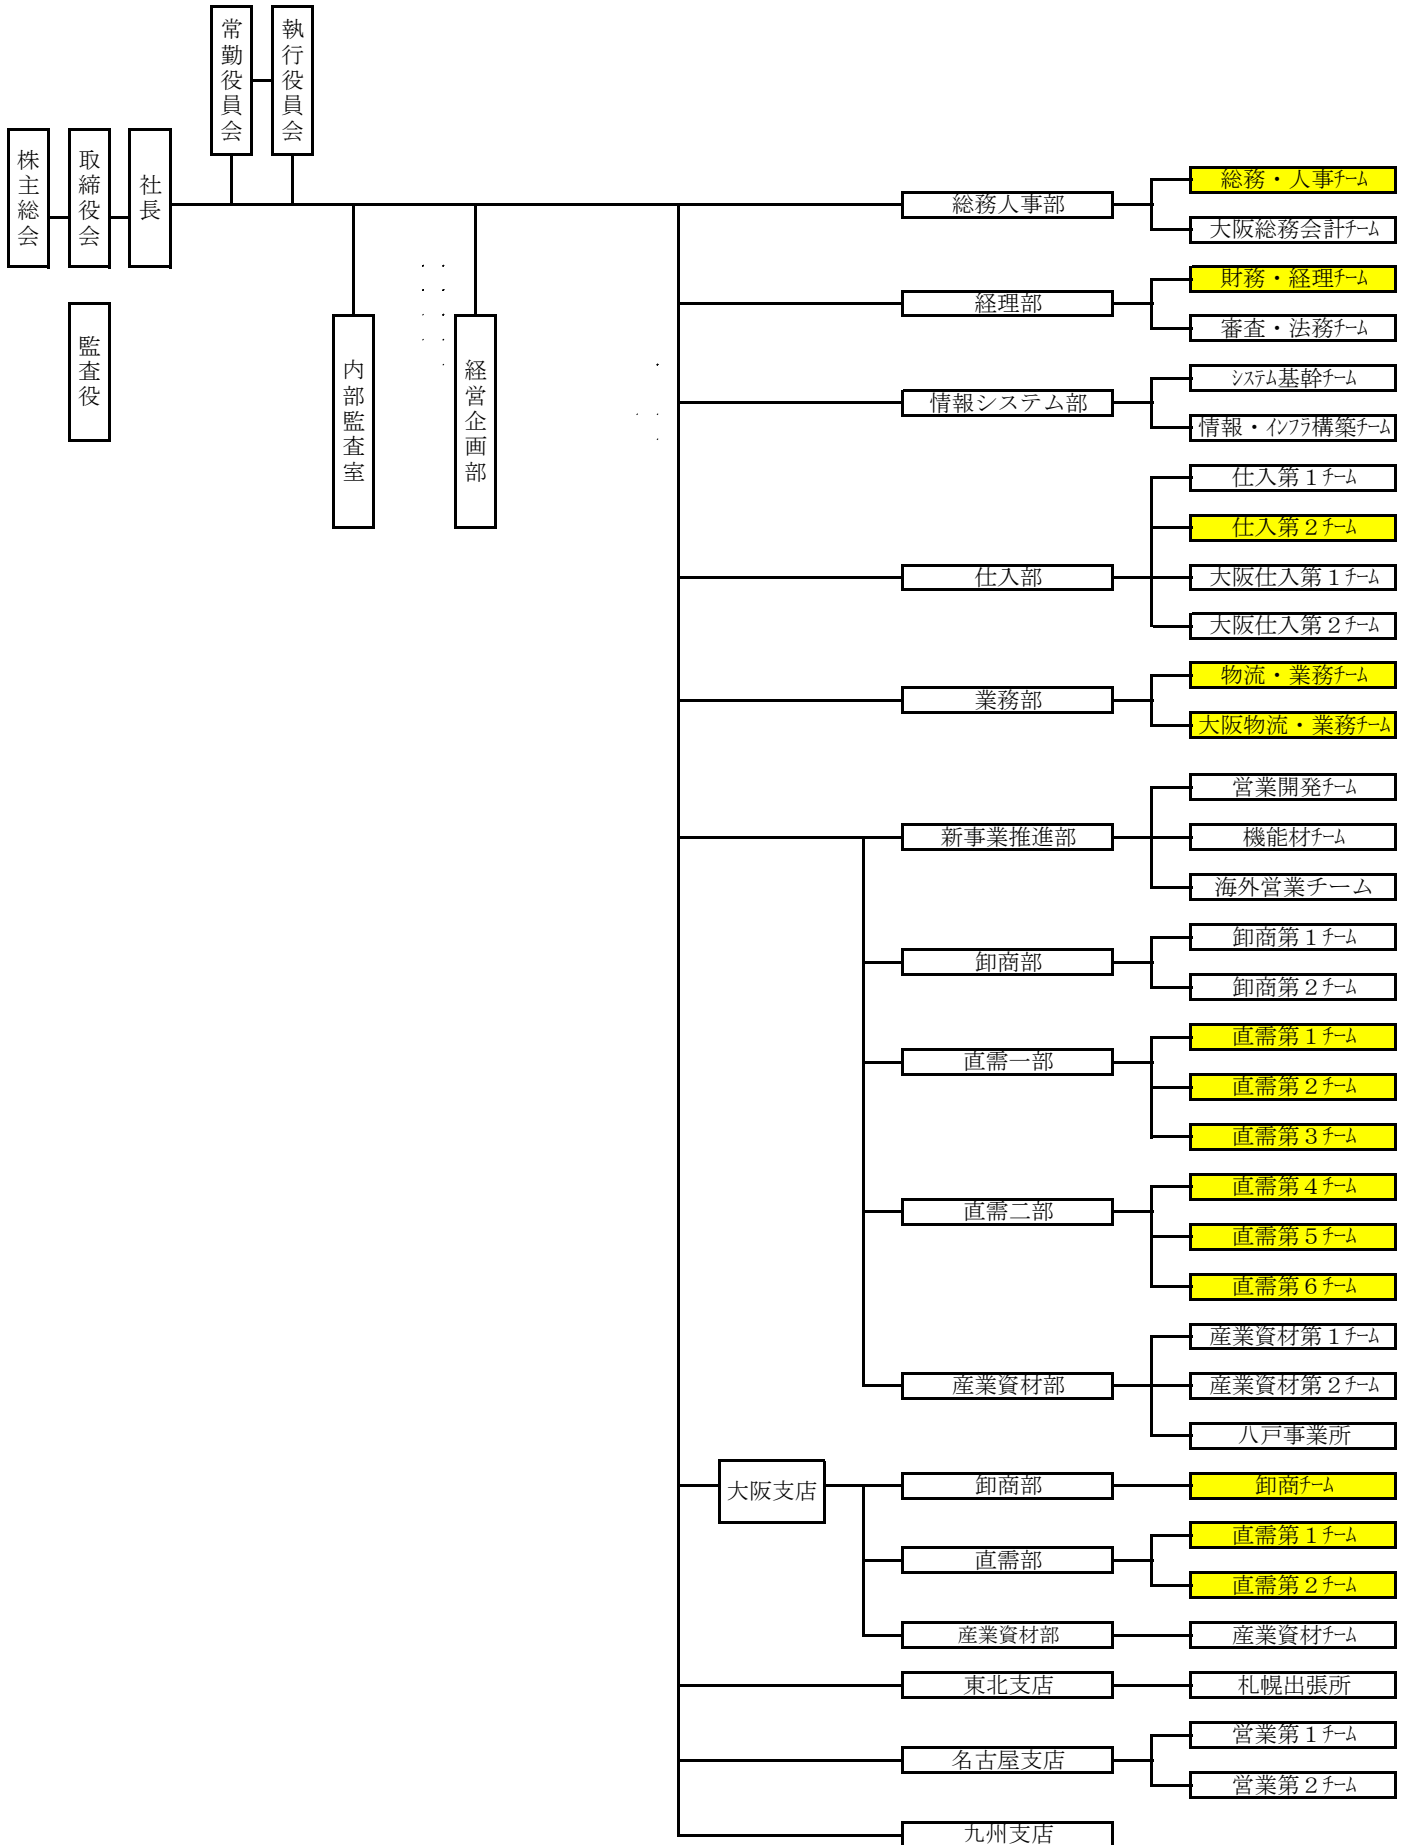 常勤役員会
執行役員会
株主総会
取締役会
社長
監査役
内部監査室
経営企画部
総務人事部
総務・人事ﾁｰﾑ
大阪総務会計ﾁｰﾑ
経理部
財務・経理ﾁｰﾑ
審査・法務ﾁｰﾑ
情報システム部
ｼｽﾃﾑ基幹ﾁｰﾑ
情報・ｲﾝﾌﾗ構築ﾁｰﾑ
仕入部
仕入第１ﾁｰﾑ
仕入第２ﾁｰﾑ
大阪仕入第１ﾁｰﾑ
大阪仕入第２ﾁｰﾑ
業務部
物流・業務ﾁｰﾑ
大阪物流・業務ﾁｰﾑ
新事業推進部
営業開発ﾁｰﾑ
機能材ﾁｰﾑ
海外営業チーム
卸商部
卸商第１ﾁｰﾑ
卸商第２ﾁｰﾑ
直需一部
直需第１ﾁｰﾑ
直需第２ﾁｰﾑ
直需第３ﾁｰﾑ
直需二部
直需第４ﾁｰﾑ
直需第５ﾁｰﾑ
直需第６ﾁｰﾑ
産業資材部
産業資材第１ﾁｰﾑ
産業資材第２ﾁｰﾑ
八戸事業所
大阪支店
卸商部
卸商ﾁｰﾑ
直需部
直需第１ﾁｰﾑ
直需第２ﾁｰﾑ
産業資材部
産業資材ﾁｰﾑ
東北支店
札幌出張所
名古屋支店
営業第１ﾁｰﾑ
営業第２ﾁｰﾑ
九州支店